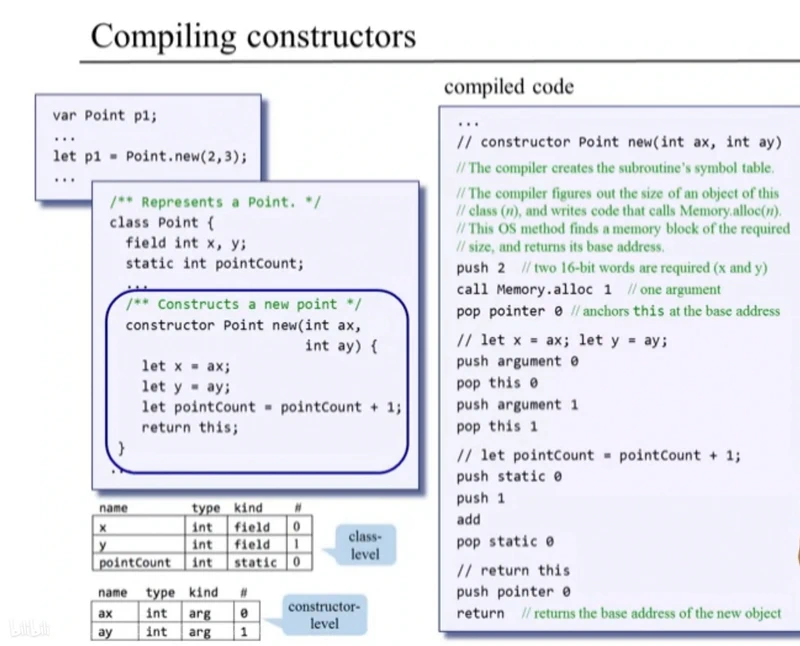 Compiling constructors
var Point p1;
...
let p1 = Point.new(2,3);
...
/** Represents a Point. */
class Point {
field int x, y;
static int pointCount;
...
/** Constructs a new point */
constructor Point new(int ax,
int ay) {
let x = ax;
let y = ay;
let pointCount = pointCount + 1;
return this;
}
..
name type kind #
x int field 0
y int field 1
pointCount int static 0
class-
level
name type kind #
ax int arg 0
ay int arg 1
constructor-
level
compiled code
...
// constructor Point new(int ax, int ay)
// The compiler creates the subroutine's symbol table.
// The compiler figures out the size of an object of this
// class (n), and writes code that calls Memory.alloc(n).
// This OS method finds a memory block of the required
// size, and returns its base address.
push 2 // two 16-bit words are required (x and y)
call Memory.alloc 1 // one argument
pop pointer 0 // anchors this at the base address
// let x = ax; let y = ay;
push argument 0
pop this 0
push argument 1
pop this 1
// let pointCount = pointCount + 1;
push static 0
push 1
add
pop static 0
// return this
push pointer 0
return // returns the base address of the new object